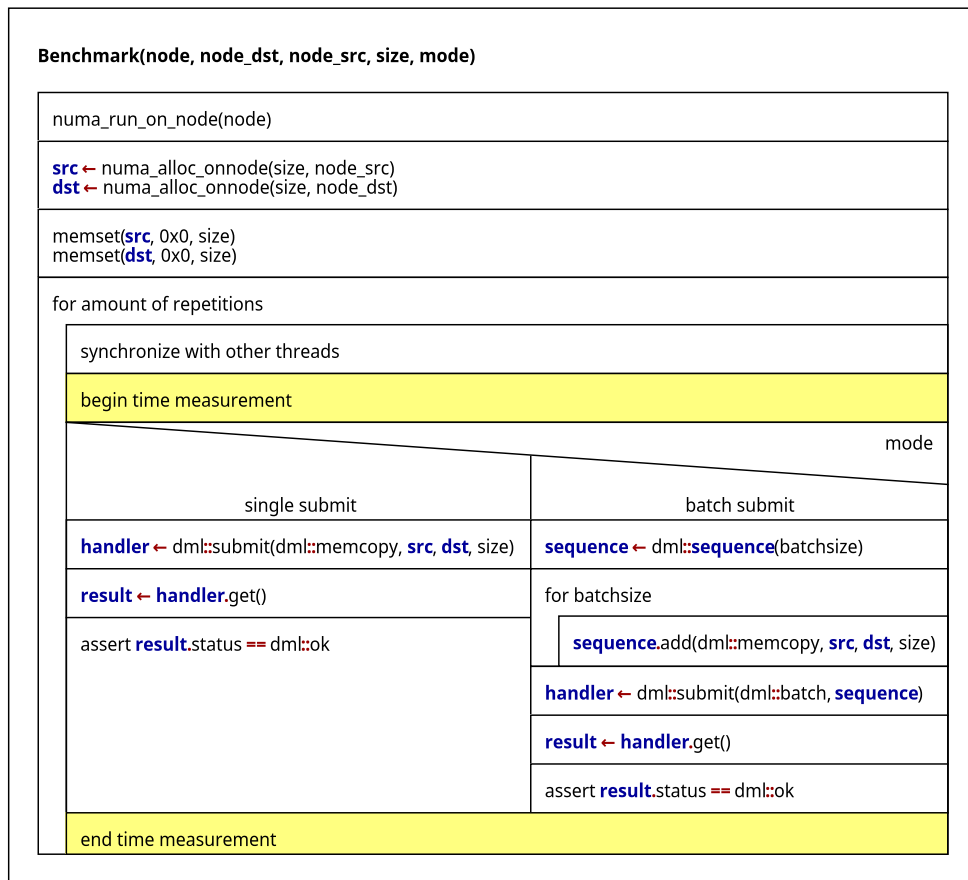 Benchmark(node, node_dst, node_src, size, mode)
numa_run_on_node(node)
src ← numa_alloc_onnode(size, node_src)
dst ← numa_alloc_onnode(size, node_dst)
memset(src, 0x0, size)
memset(dst, 0x0, size)
for amount of repetitions
synchronize with other threads
begin time measurement
mode
single submit
handler ← dml::submit(dml::memcopy, src, dst, size)
result ← handler.get()
assert result.status == dml::ok
batch submit
sequence ← dml::sequence(batchsize)
for batchsize
sequence.add(dml::memcopy, src, dst, size)
handler ← dml::submit(dml::batch, sequence)
result ← handler.get()
assert result.status == dml::ok
end time measurement